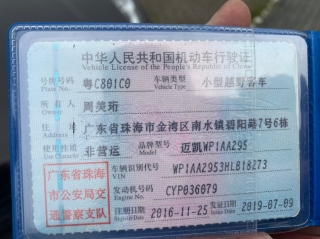 中华人民共和国机动车行驶证
Vehicle License of the People's Republic of China
号牌号码 粤C801C0 车辆类型 小型越野客车
Plate No. Vehicle Type
所有人 周美珩
Owner
住址 广东省珠海市金湾区南水镇碧阳路7号6栋
Address
使用性质 非营运 品牌型号 迈凯WP1AA295
Use Character Model
车辆识别代号 WP1AA2953HLB18273
VIN
发动机号码 CYP036079
Engine No.
注册日期 2016-11-25 发证日期 2019-07-09
Register Date Issue Date
广东省珠海
市公安局交
通警察支队